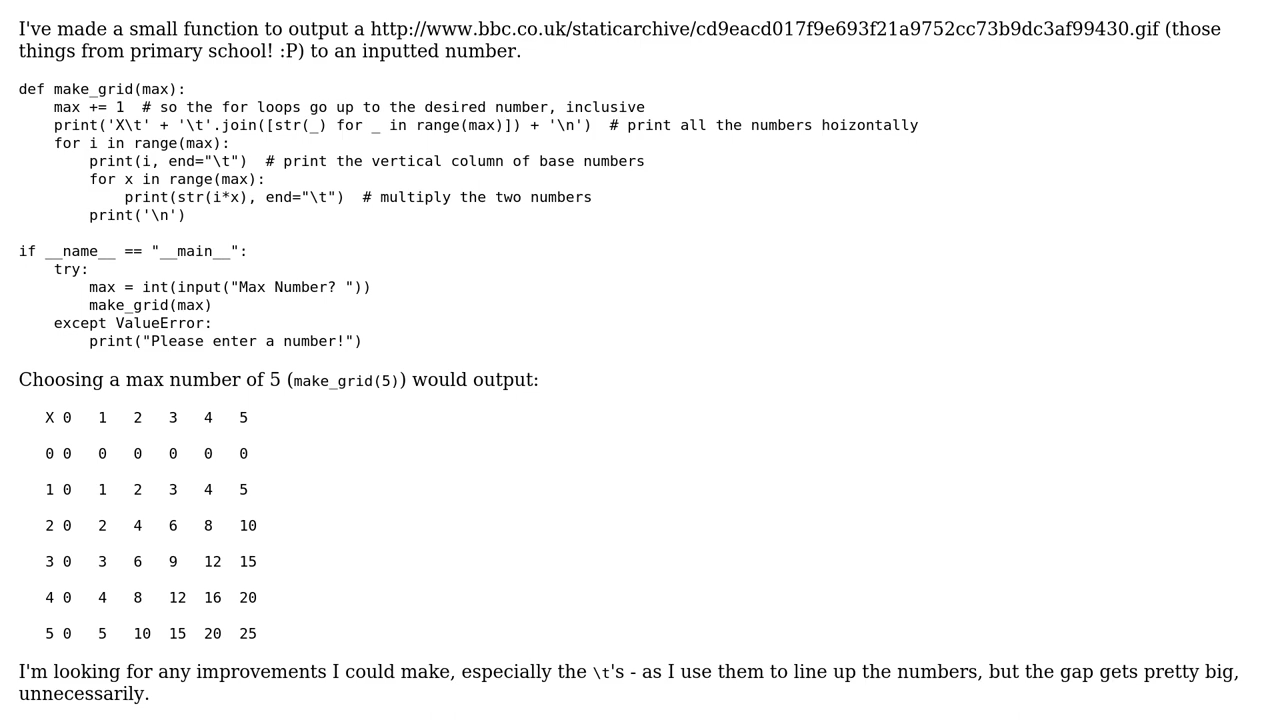 I've made a small function to output a http://www.bbc.co.uk/staticarchive/cd9eacd017f9e693f21a9752cc73b9dc3af99430.gif (those
things from primary school! :P) to an inputted number.
def make_grid(max):
    max += 1  # so the for loops go up to the desired number, inclusive
    print('X\t' + '\t'.join([str(_) for _ in range(max)]) + '\n')  # print all the numbers hoizontally
    for i in range(max):
        print(i, end="\t")  # print the vertical column of base numbers
        for x in range(max):
            print(str(i*x), end="\t")  # multiply the two numbers
        print('\n')
if __name__ == "__main__":
    try:
        max = int(input("Max Number? "))
        make_grid(max)
    except ValueError:
        print("Please enter a number!")
Choosing a max number of 5 (make_grid(5)) would output:
   X 0   1   2   3   4   5
   0 0   0   0   0   0   0
   1 0   1   2   3   4   5
   2 0   2   4   6   8   10
   3 0   3   6   9   12  15
   4 0   4   8   12  16  20
   5 0   5   10  15  20  25
I'm looking for any improvements I could make, especially the \t's - as I use them to line up the numbers, but the gap gets pretty big,
unnecessarily.